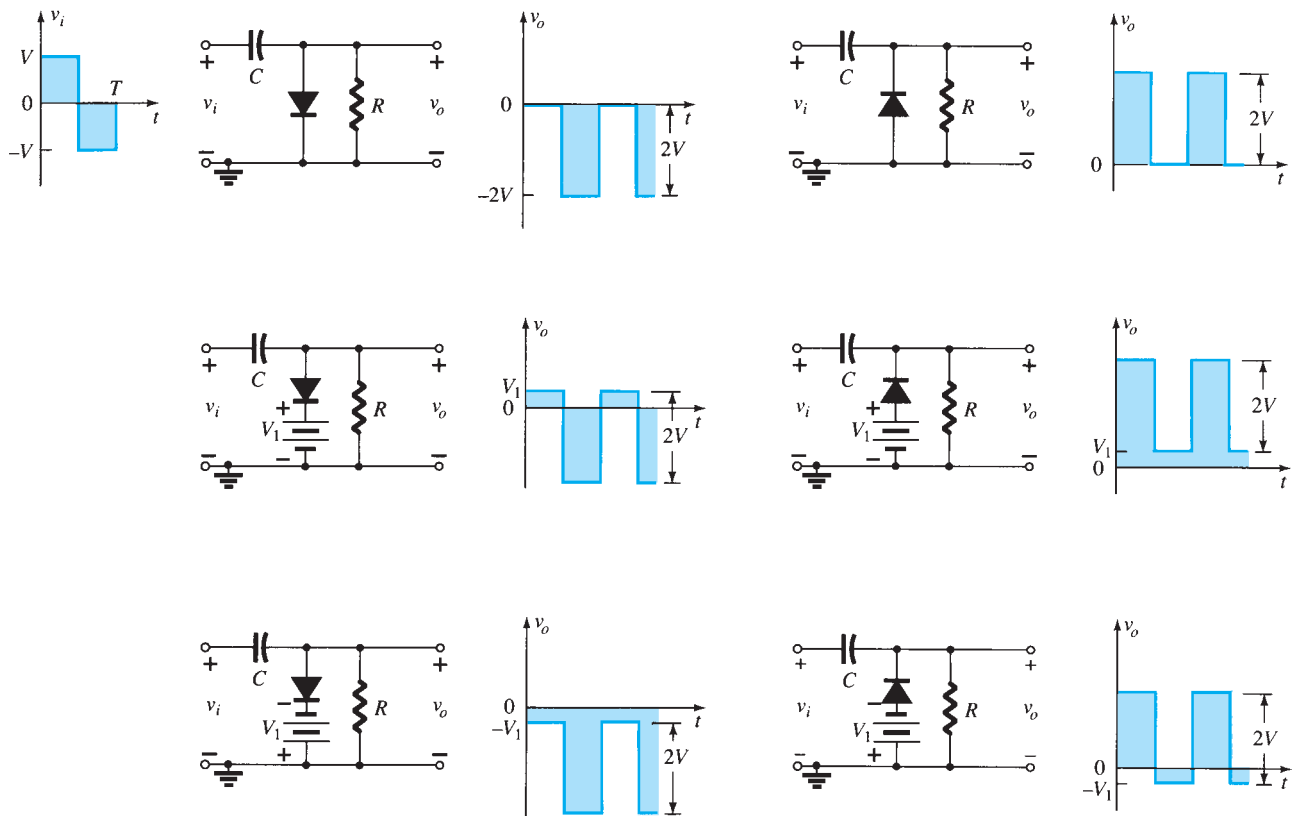 v_i
V
0
T
t
−V
+
C
+
v_i
R
v_o
−
−
v_o
0
t
2V
−2V
+
C
+
v_i
R
v_o
−
−
v_o
2V
0
t
+
C
+
v_i
+
V_1
R
v_o
−
−
−
v_o
V_1
0
t
2V
+
C
+
v_i
+
V_1
R
v_o
−
−
−
v_o
2V
V_1
0
t
+
C
+
v_i
−
V_1
R
v_o
−
+
−
v_o
0
t
−V_1
2V
+
C
+
v_i
−
V_1
R
v_o
−
+
−
v_o
2V
0
t
−V_1